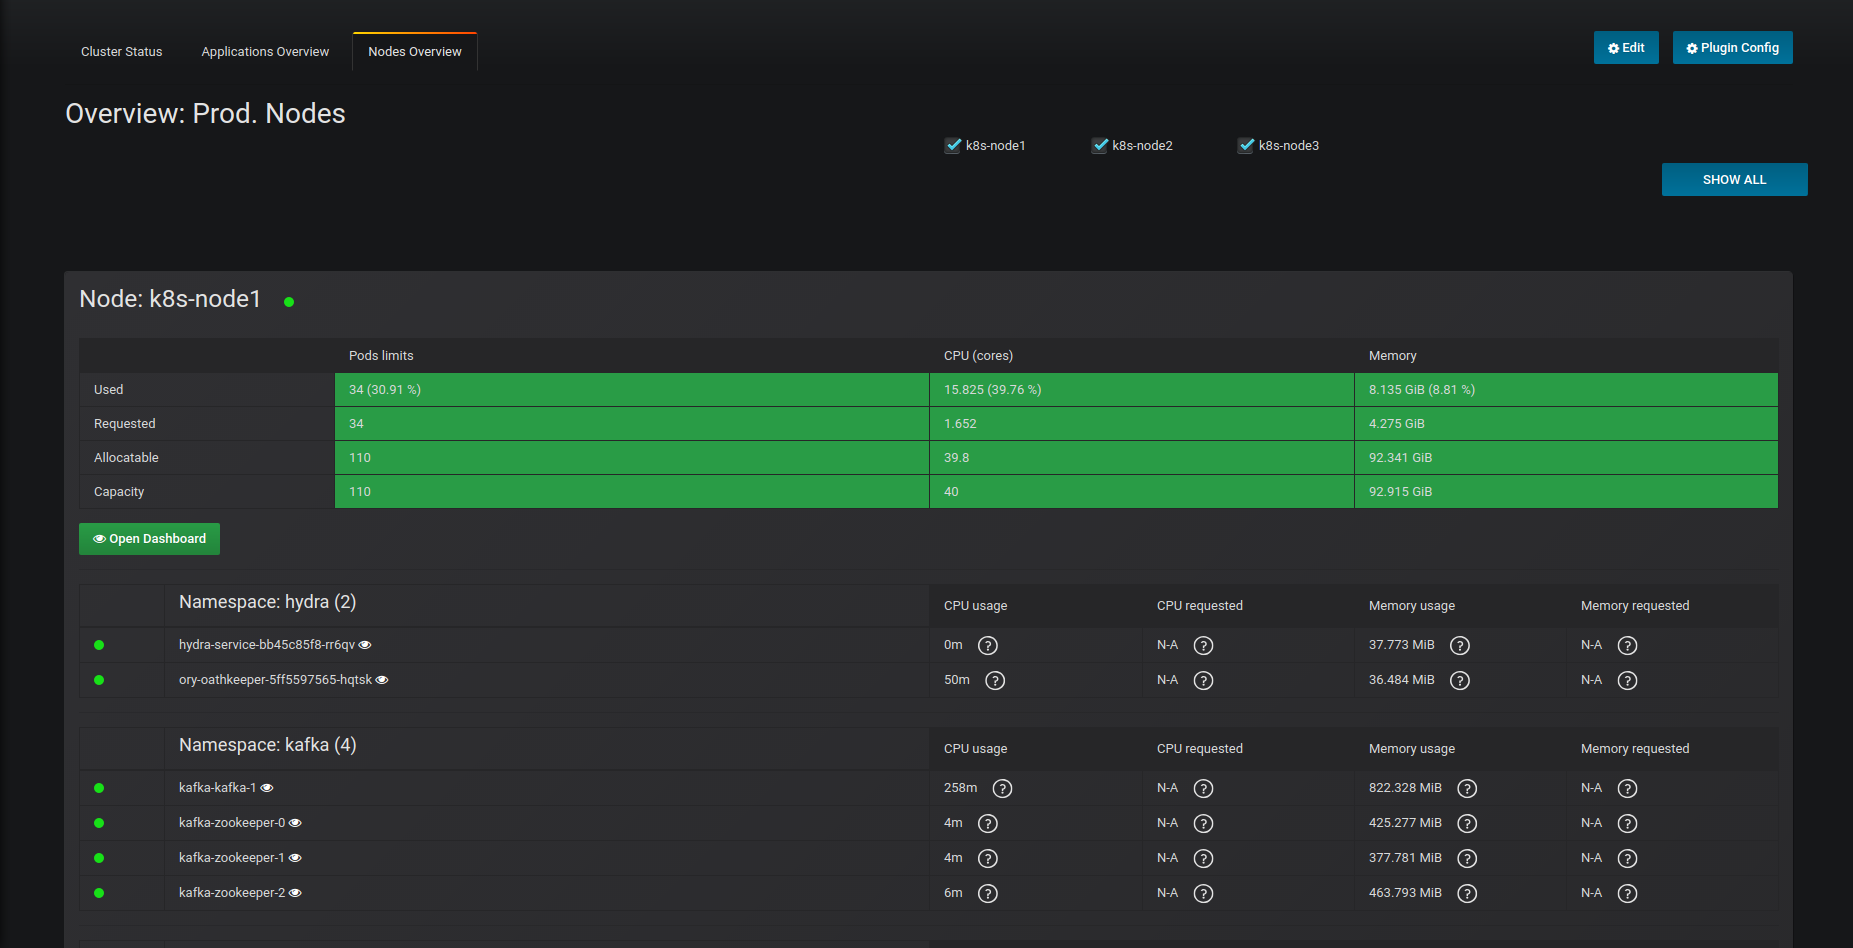 Cluster Status Applications Overview Nodes Overview Edit Plugin Config
Overview: Prod. Nodes
k8s-node1 k8s-node2 k8s-node3
SHOW ALL
Node: k8s-node1
Pods limits CPU (cores) Memory
Used 34 (30.91 %) 15.825 (39.76 %) 8.135 GiB (8.81 %)
Requested 34 1.652 4.275 GiB
Allocatable 110 39.8 92.341 GiB
Capacity 110 40 92.915 GiB
Open Dashboard
Namespace: hydra (2) CPU usage CPU requested Memory usage Memory requested
hydra-service-bb45c85f8-rr6qv 0m ? N-A ? 37.773 MiB ? N-A ?
ory-oathkeeper-5ff5597565-hqtsk 50m ? N-A ? 36.484 MiB ? N-A ?
Namespace: kafka (4) CPU usage CPU requested Memory usage Memory requested
kafka-kafka-1 258m ? N-A ? 822.328 MiB ? N-A ?
kafka-zookeeper-0 4m ? N-A ? 425.277 MiB ? N-A ?
kafka-zookeeper-1 4m ? N-A ? 377.781 MiB ? N-A ?
kafka-zookeeper-2 6m ? N-A ? 463.793 MiB ? N-A ?